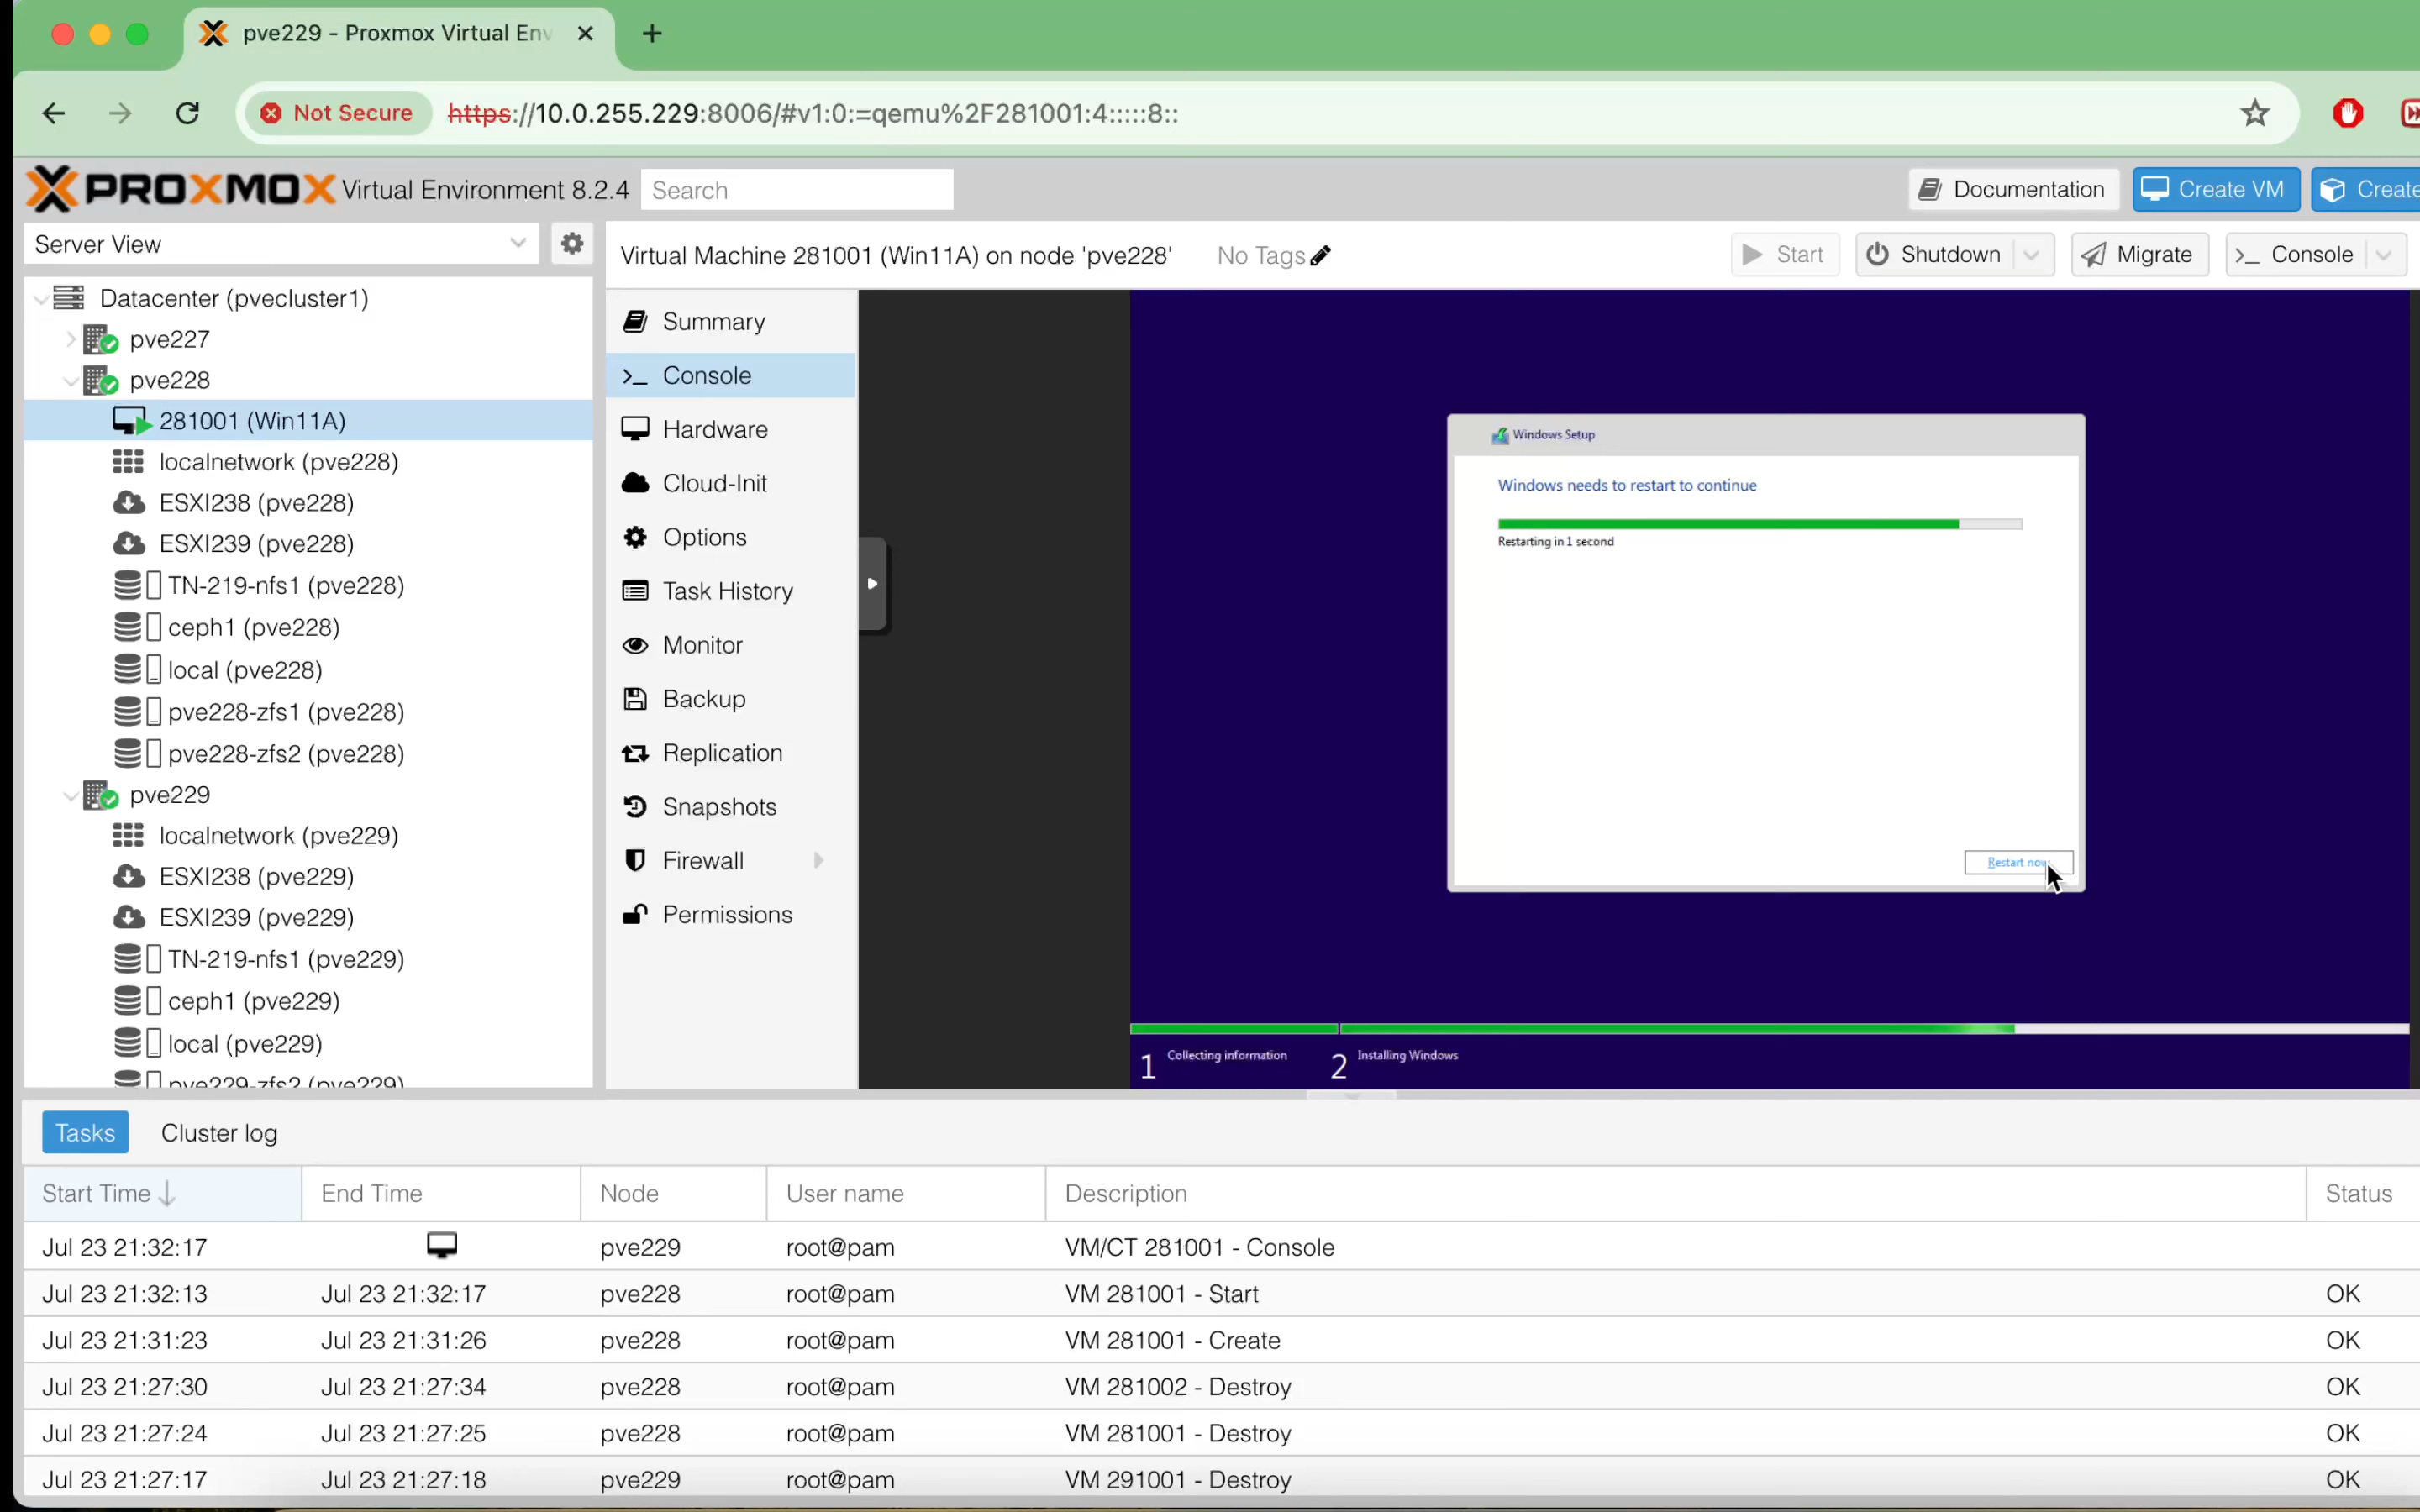 pve229 - Proxmox Virtual Env
Not Secure https://10.0.255.229:8006/#v1:0:=qemu%2F281001:4:::::8::
PROXMOX Virtual Environment 8.2.4 Search Documentation Create VM Create
Server View
Virtual Machine 281001 (Win11A) on node 'pve228' No Tags Start Shutdown Migrate >_ Console
Datacenter (pvecluster1)
pve227
pve228
281001 (Win11A)
localnetwork (pve228)
ESXI238 (pve228)
ESXI239 (pve228)
TN-219-nfs1 (pve228)
ceph1 (pve228)
local (pve228)
pve228-zfs1 (pve228)
pve228-zfs2 (pve228)
pve229
localnetwork (pve229)
ESXI238 (pve229)
ESXI239 (pve229)
TN-219-nfs1 (pve229)
ceph1 (pve229)
local (pve229)
pve229-zfs2 (pve229)
Summary
>_ Console
Hardware
Cloud-Init
Options
Task History
Monitor
Backup
Replication
Snapshots
Firewall
Permissions
Windows Setup
Windows needs to restart to continue
Restarting in 1 second
Restart now
1 Collecting information 2 Installing Windows
Tasks Cluster log
Start Time End Time Node User name Description Status
Jul 23 21:32:17 pve229 root@pam VM/CT 281001 - Console
Jul 23 21:32:13 Jul 23 21:32:17 pve228 root@pam VM 281001 - Start OK
Jul 23 21:31:23 Jul 23 21:31:26 pve228 root@pam VM 281001 - Create OK
Jul 23 21:27:30 Jul 23 21:27:34 pve228 root@pam VM 281002 - Destroy OK
Jul 23 21:27:24 Jul 23 21:27:25 pve228 root@pam VM 281001 - Destroy OK
Jul 23 21:27:17 Jul 23 21:27:18 pve229 root@pam VM 291001 - Destroy OK